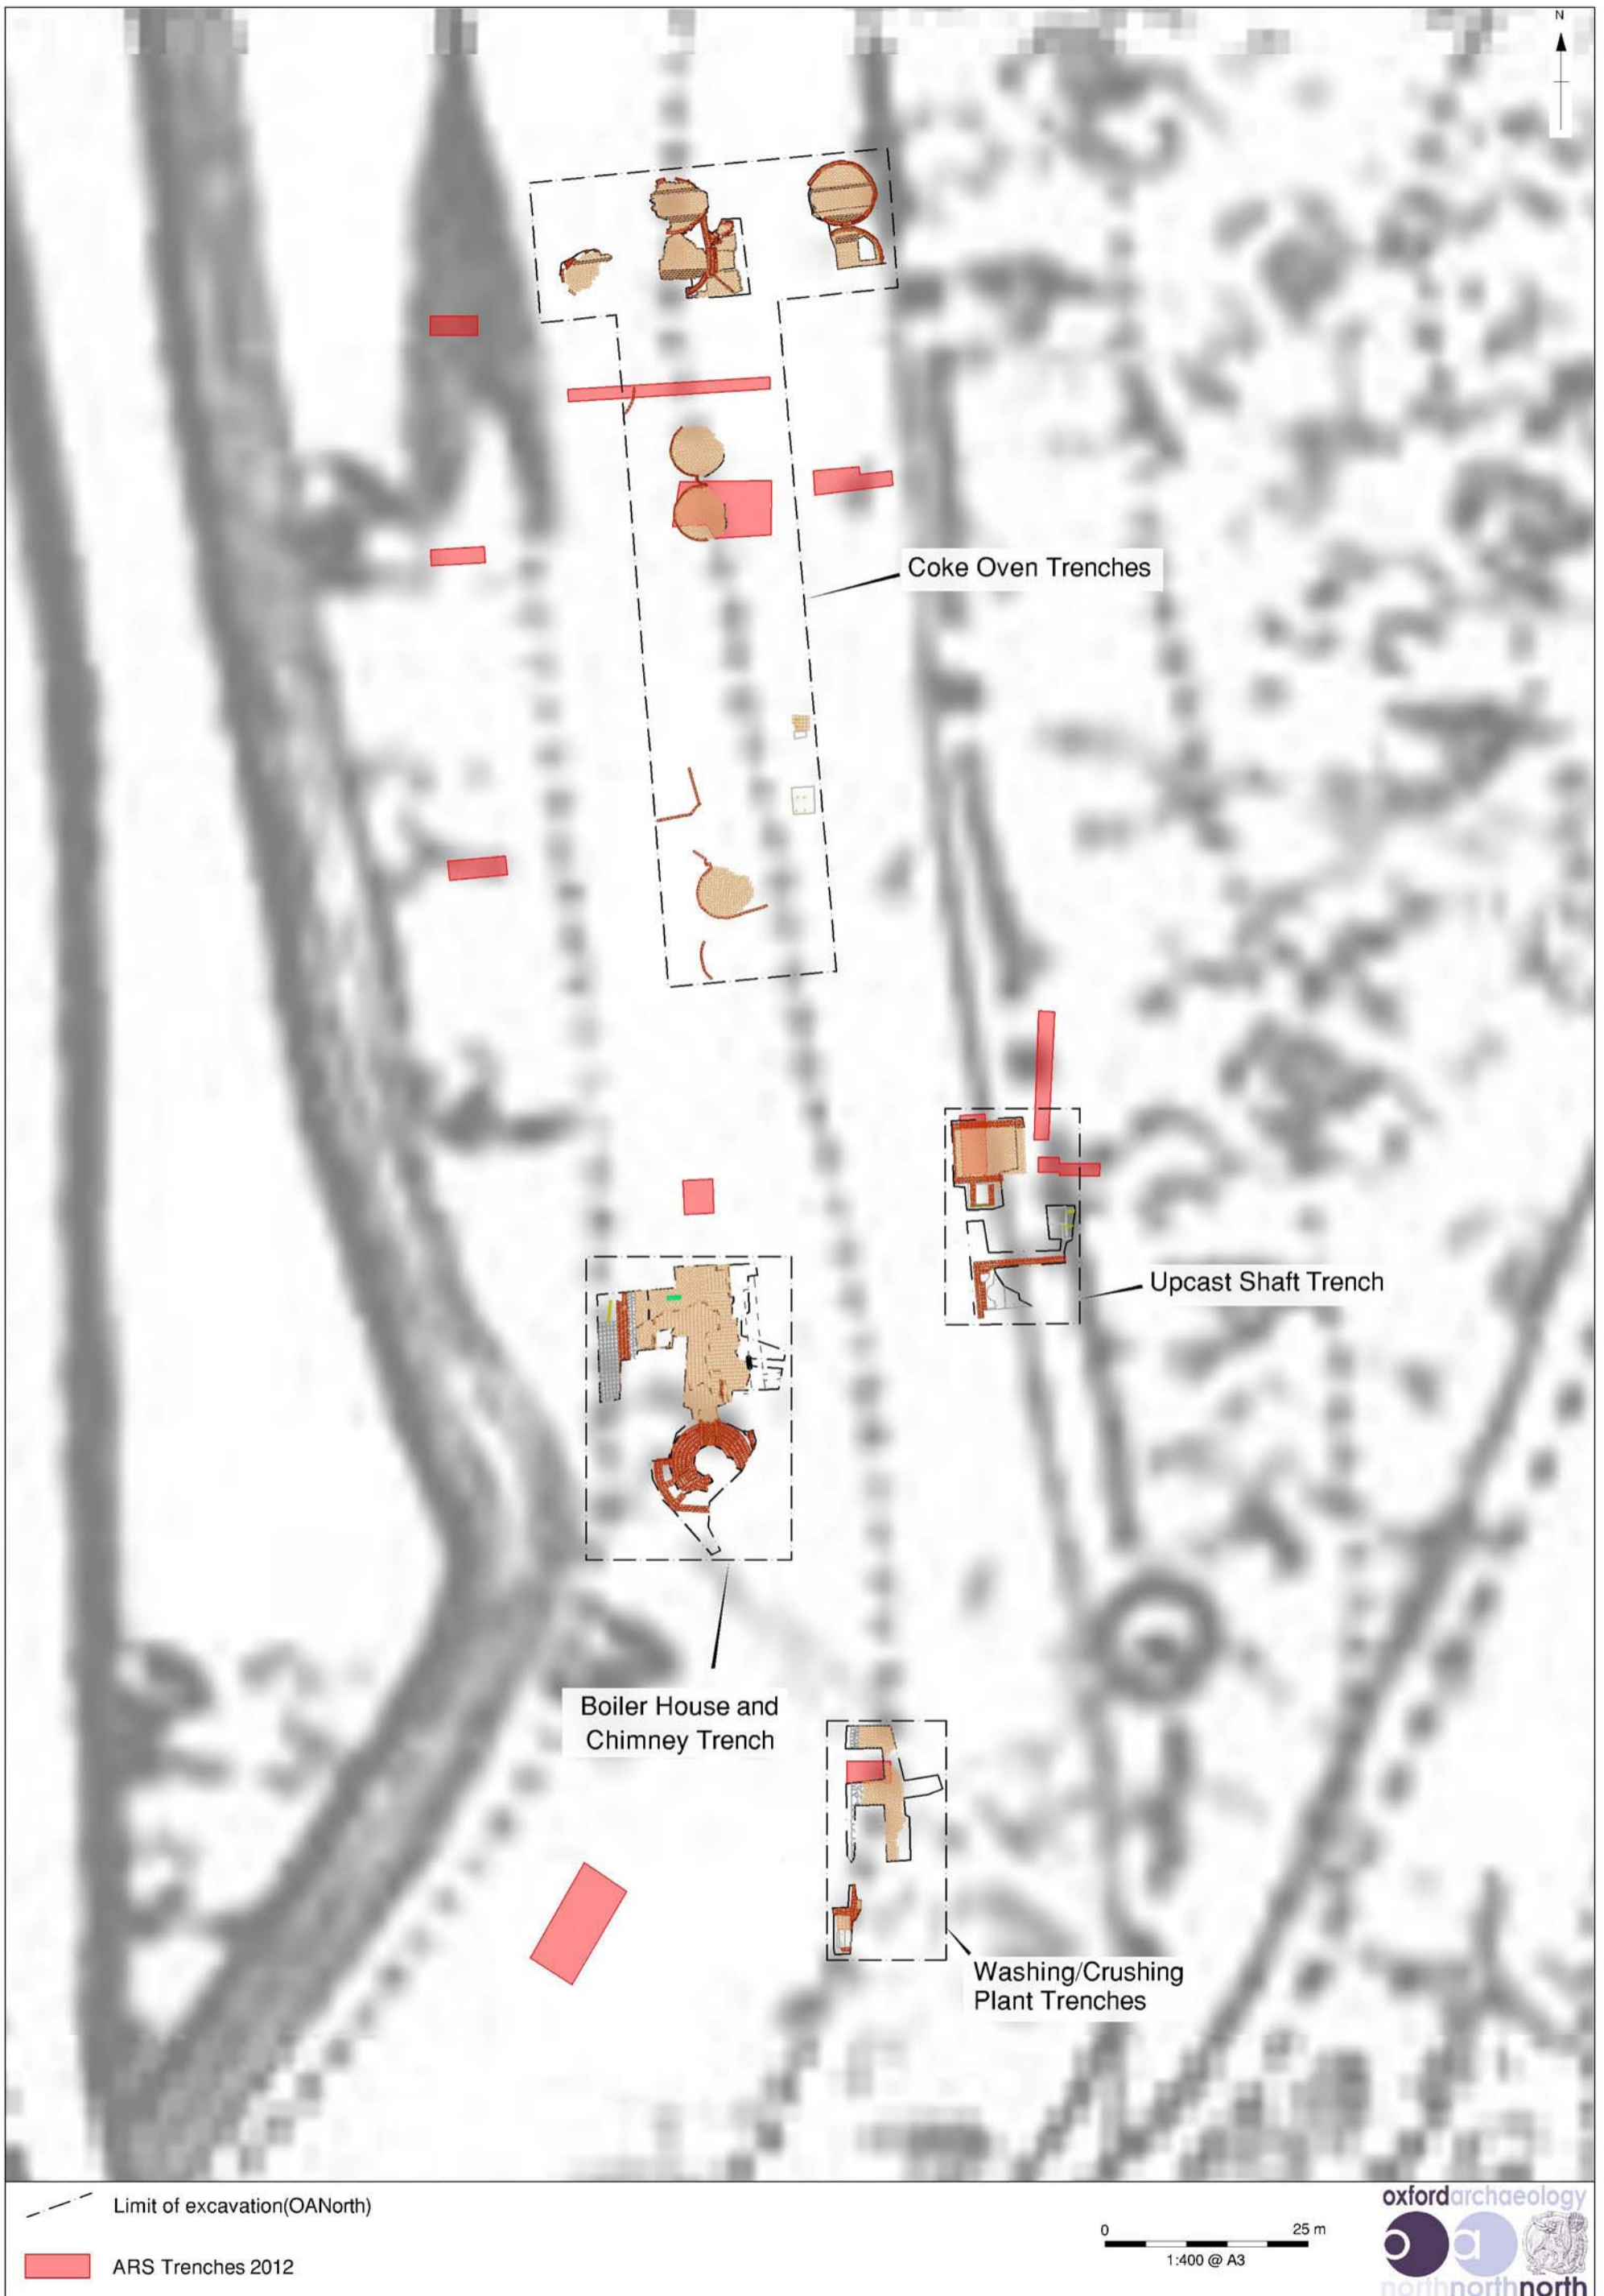 N
Coke Oven Trenches
Upcast Shaft Trench
Boiler House and
Chimney Trench
Washing/Crushing
Plant Trenches
Limit of excavation(OANorth)
ARS Trenches 2012
0 25 m
1:400 @ A3
oxfordarchaeology
oa
northnorthnorth